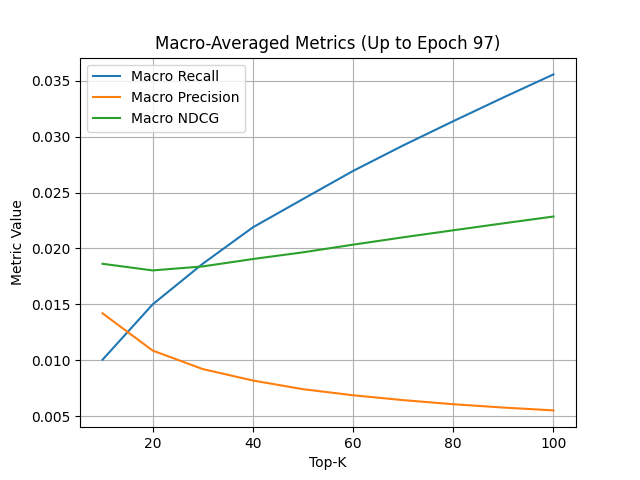 Macro-Averaged Metrics (Up to Epoch 97)
Macro Recall
Macro Precision
Macro NDCG
0.035
0.030
0.025
0.020
0.015
0.010
0.005
Metric Value
20
40
60
80
100
Top-K